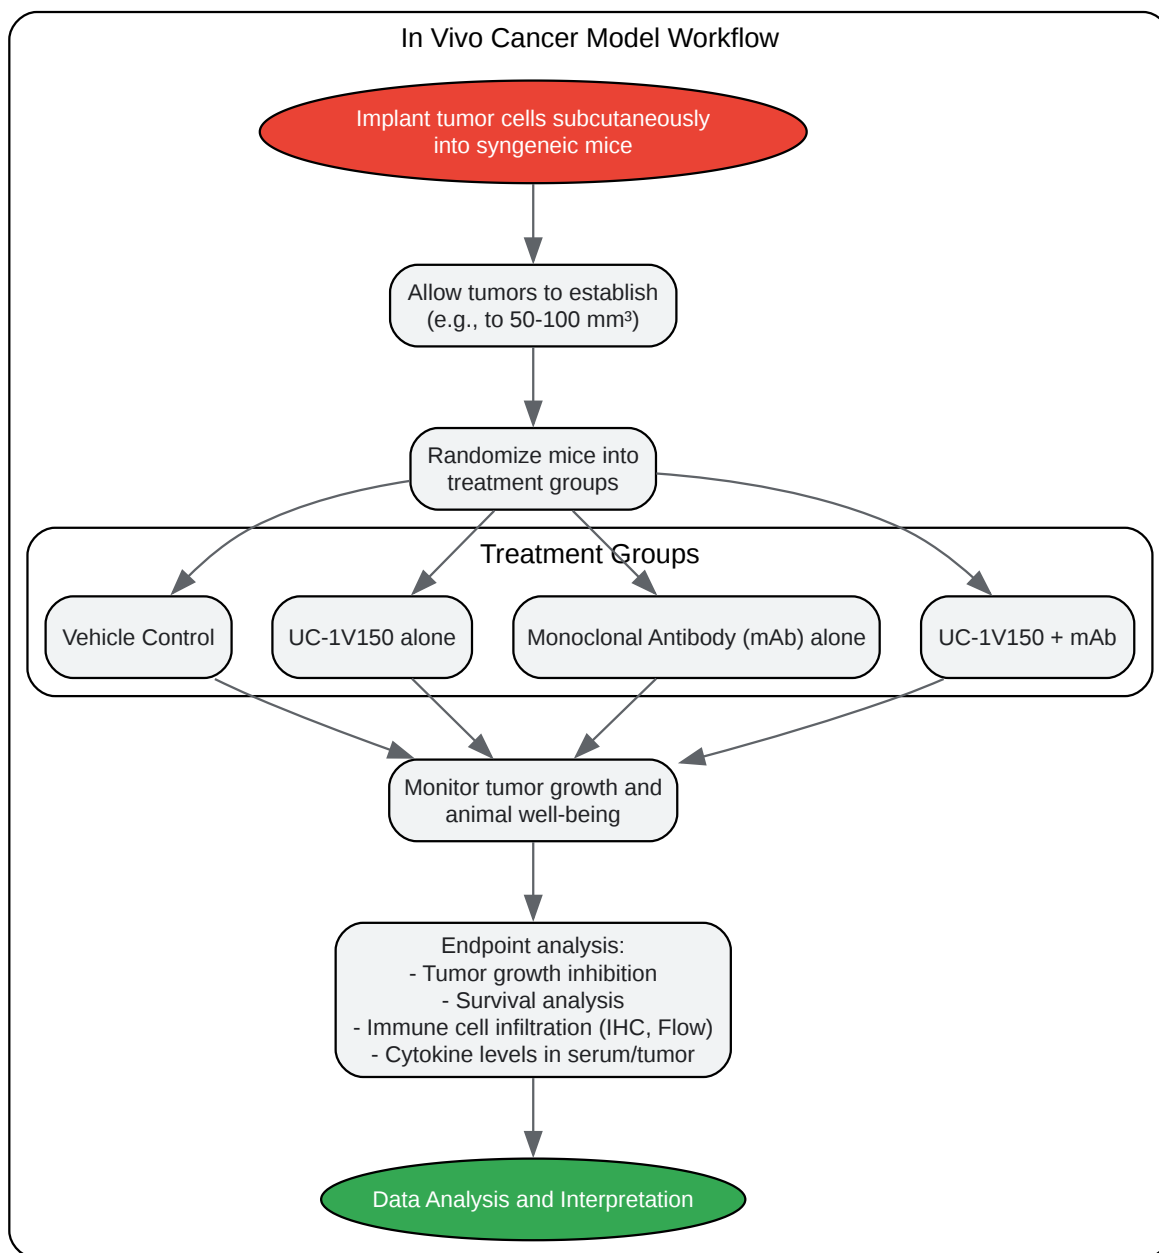 In Vivo Cancer Model Workflow
Implant tumor cells subcutaneously
into syngeneic mice
Allow tumors to establish
(e.g., to 50-100 mm³)
Randomize mice into
treatment groups
Treatment Groups
Vehicle Control
UC-1V150 alone
Monoclonal Antibody (mAb) alone
UC-1V150 + mAb
Monitor tumor growth and
animal well-being
Endpoint analysis:
- Tumor growth inhibition
- Survival analysis
- Immune cell infiltration (IHC, Flow)
- Cytokine levels in serum/tumor
Data Analysis and Interpretation